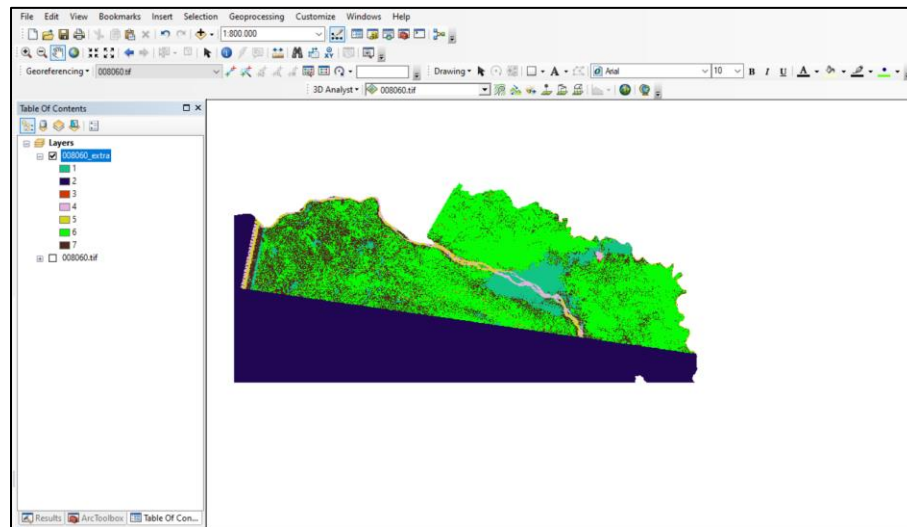 File Edit View Bookmarks Insert Selection Geoprocessing Customize Windows Help
1:800.000
Georeferencing 008060.tif Drawing Arial 10 B I U A
3D Analyst 008060.tif
Table Of Contents
Layers
008060_extra
1
2
3
4
5
6
7
008060.tif
Results ArcToolbox Table Of Con...